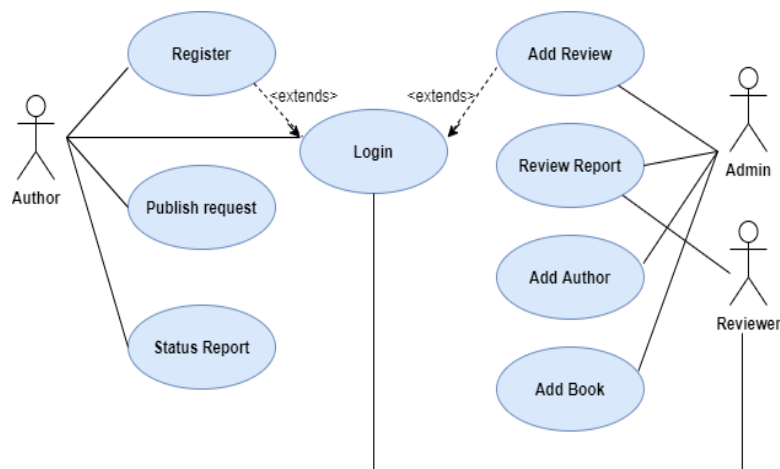 Register
Add Review
<extends>
<extends>
Login
Review Report
Author
Admin
Publish request
Add Author
Reviewer
Status Report
Add Book